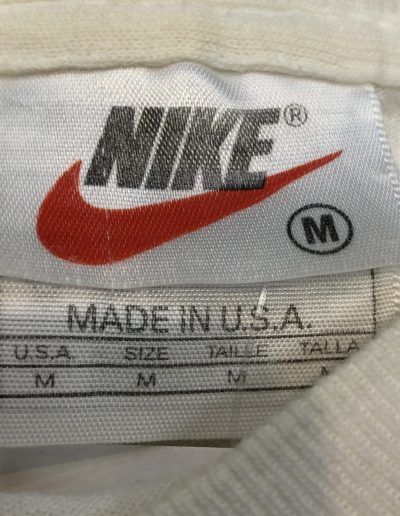 NIKE®
M
MADE IN U.S.A.
U.S.A SIZE TAILLE TALLA
M M M